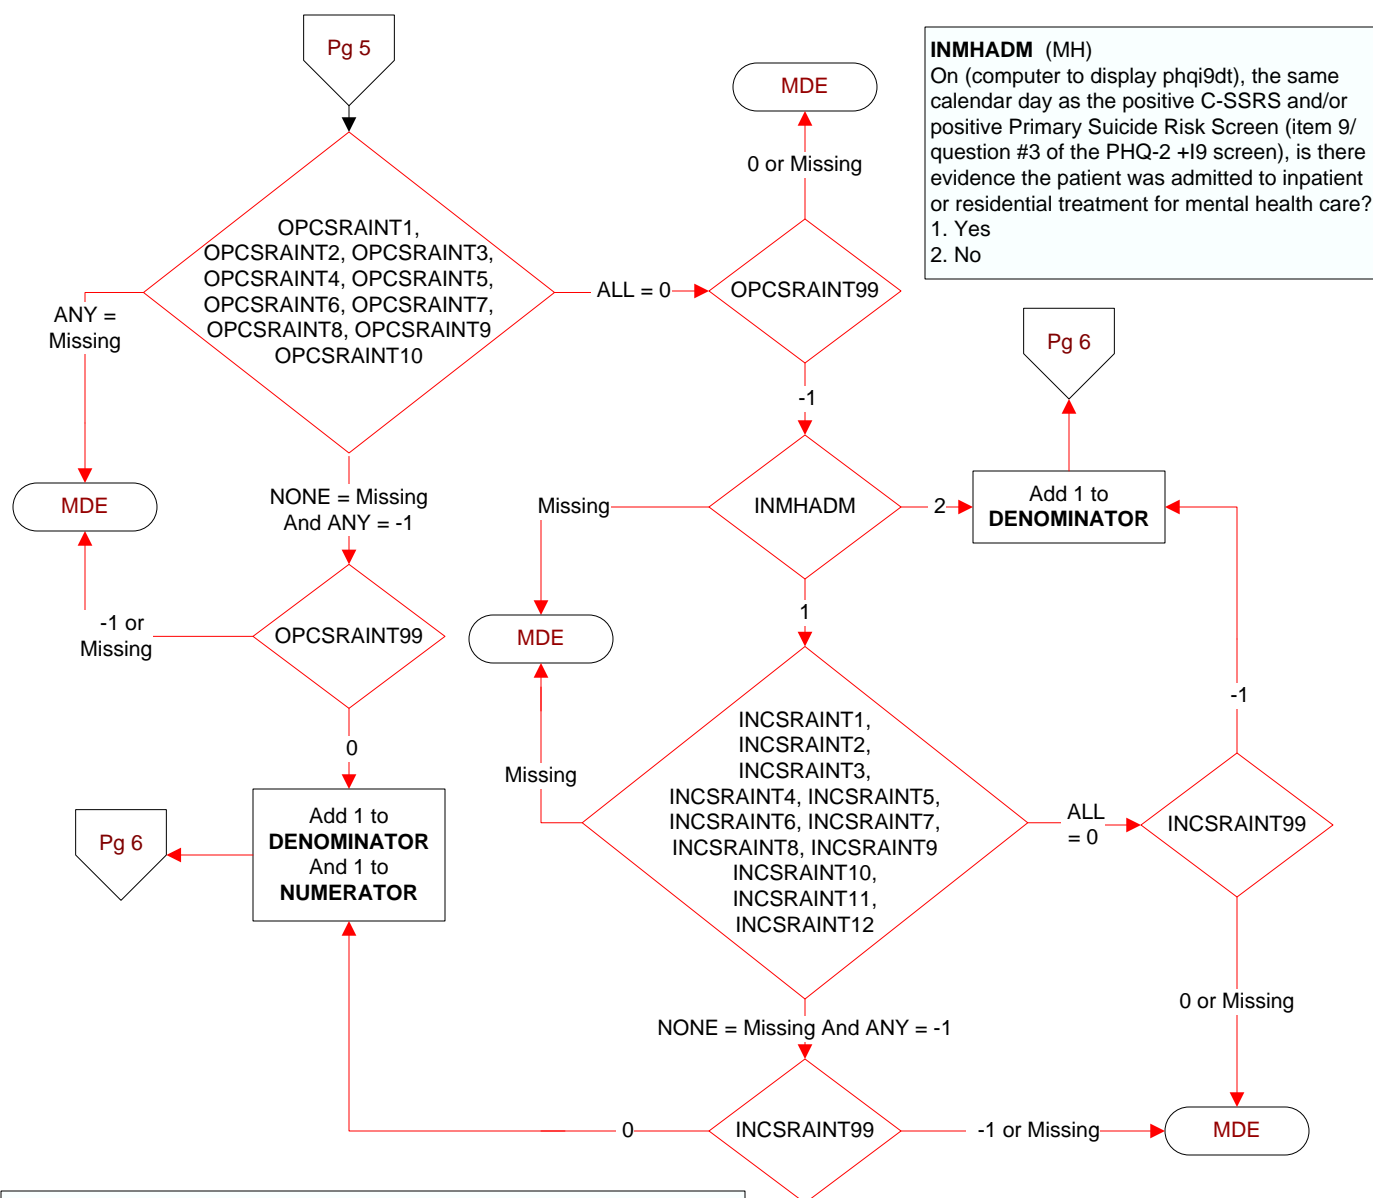 Pg 5
MDE
INMHADM (MH)
On (computer to display phqi9dt), the same
calendar day as the positive C-SSRS and/or
positive Primary Suicide Risk Screen (item 9/
question #3 of the PHQ-2 +I9 screen), is there
evidence the patient was admitted to inpatient
or residential treatment for mental health care?
1. Yes
2. No
0 or Missing
OPCSRAINT1,
OPCSRAINT2, OPCSRAINT3,
OPCSRAINT4, OPCSRAINT5,
OPCSRAINT6, OPCSRAINT7,
OPCSRAINT8, OPCSRAINT9
OPCSRAINT10
ALL = 0
OPCSRAINT99
ANY =
Missing
Pg 6
-1
MDE
NONE = Missing
And ANY = -1
Missing
INMHADM
2
Add 1 to
DENOMINATOR
-1 or
Missing
OPCSRAINT99
MDE
1
-1
0
INCSRAINT1,
INCSRAINT2,
INCSRAINT3,
INCSRAINT4, INCSRAINT5,
INCSRAINT6, INCSRAINT7,
INCSRAINT8, INCSRAINT9
INCSRAINT10,
INCSRAINT11,
INCSRAINT12
Missing
ALL
= 0
INCSRAINT99
Pg 6
Add 1 to
DENOMINATOR
And 1 to
NUMERATOR
0 or Missing
NONE = Missing And ANY = -1
0
INCSRAINT99
-1 or Missing
MDE